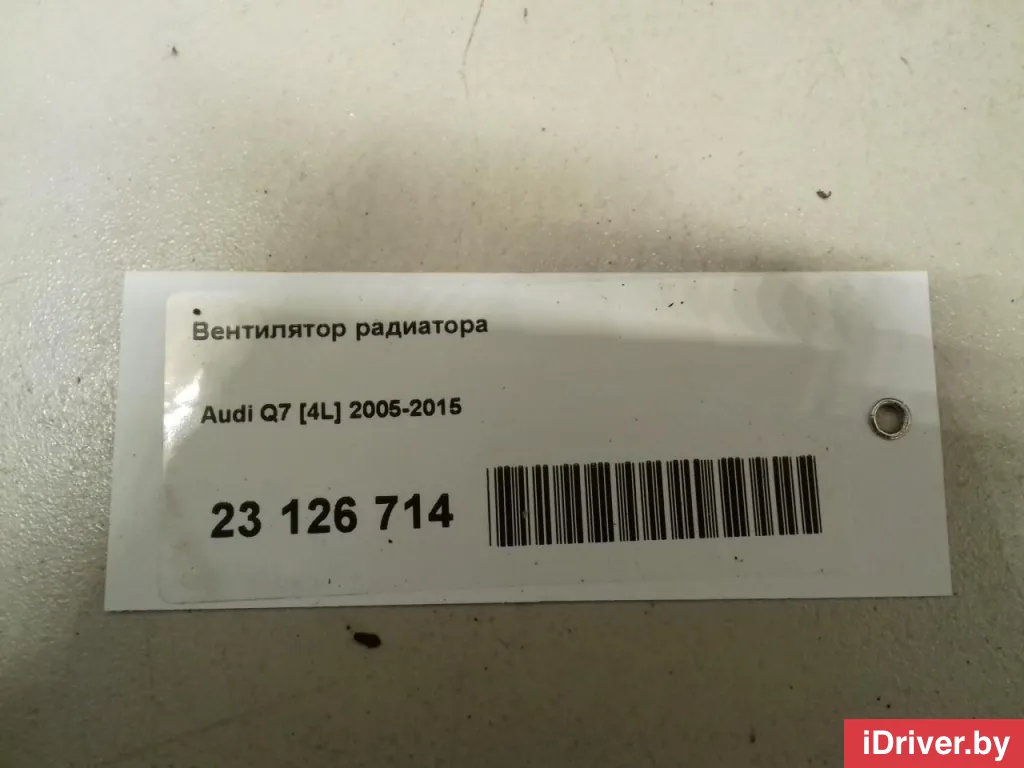 Вентилятор радиатора
Audi Q7 [4L] 2005-2015
23 126 714
iDriver.by